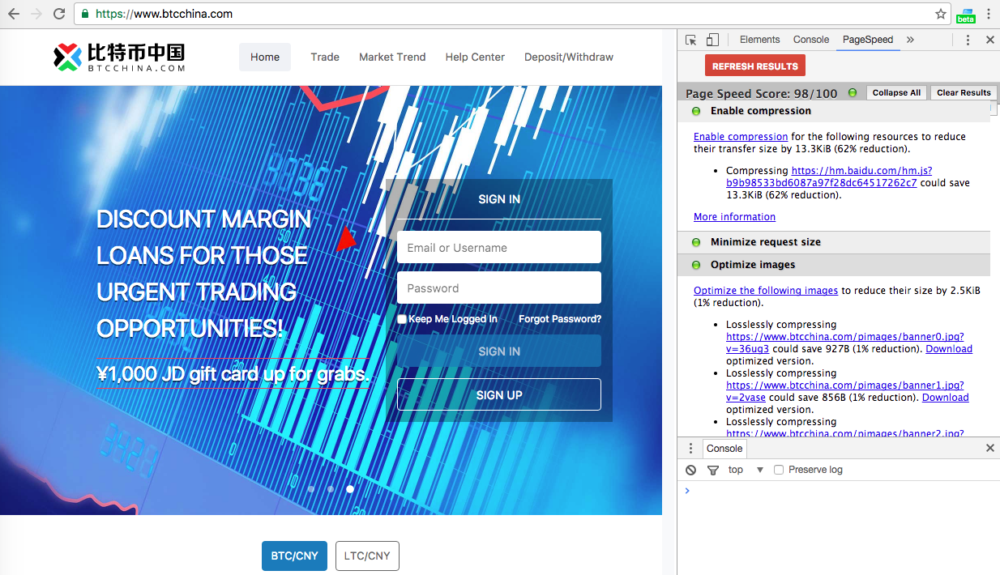 https://www.btcchina.com
beta
比特币中国
BTCCHINA.COM
Home
Trade
Market Trend
Help Center
Deposit/Withdraw
DISCOUNT MARGIN
LOANS FOR THOSE
URGENT TRADING
OPPORTUNITIES!
¥1,000 JD gift card up for grabs.
SIGN IN
Email or Username
Password
Keep Me Logged In
Forgot Password?
SIGN IN
SIGN UP
BTC/CNY
LTC/CNY
Elements
Console
PageSpeed
»
REFRESH RESULTS
Page Speed Score: 98/100
Collapse All
Clear Results
Enable compression
Enable compression for the following resources to reduce
their transfer size by 13.3KiB (62% reduction).
• Compressing https://hm.baidu.com/hm.js?
b9b98533bd6087a97f28dc64517262c7 could save
13.3KiB (62% reduction).
More information
Minimize request size
Optimize images
Optimize the following images to reduce their size by 2.5KiB
(1% reduction).
• Losslessly compressing
https://www.btcchina.com/pimages/banner0.jpg?
v=36ug3 could save 927B (1% reduction). Download
optimized version.
• Losslessly compressing
https://www.btcchina.com/pimages/banner1.jpg?
v=2vase could save 856B (1% reduction). Download
optimized version.
• Losslessly compressing
https://www.btcchina.com/pimages/banner2.jpg?
Console
top
Preserve log